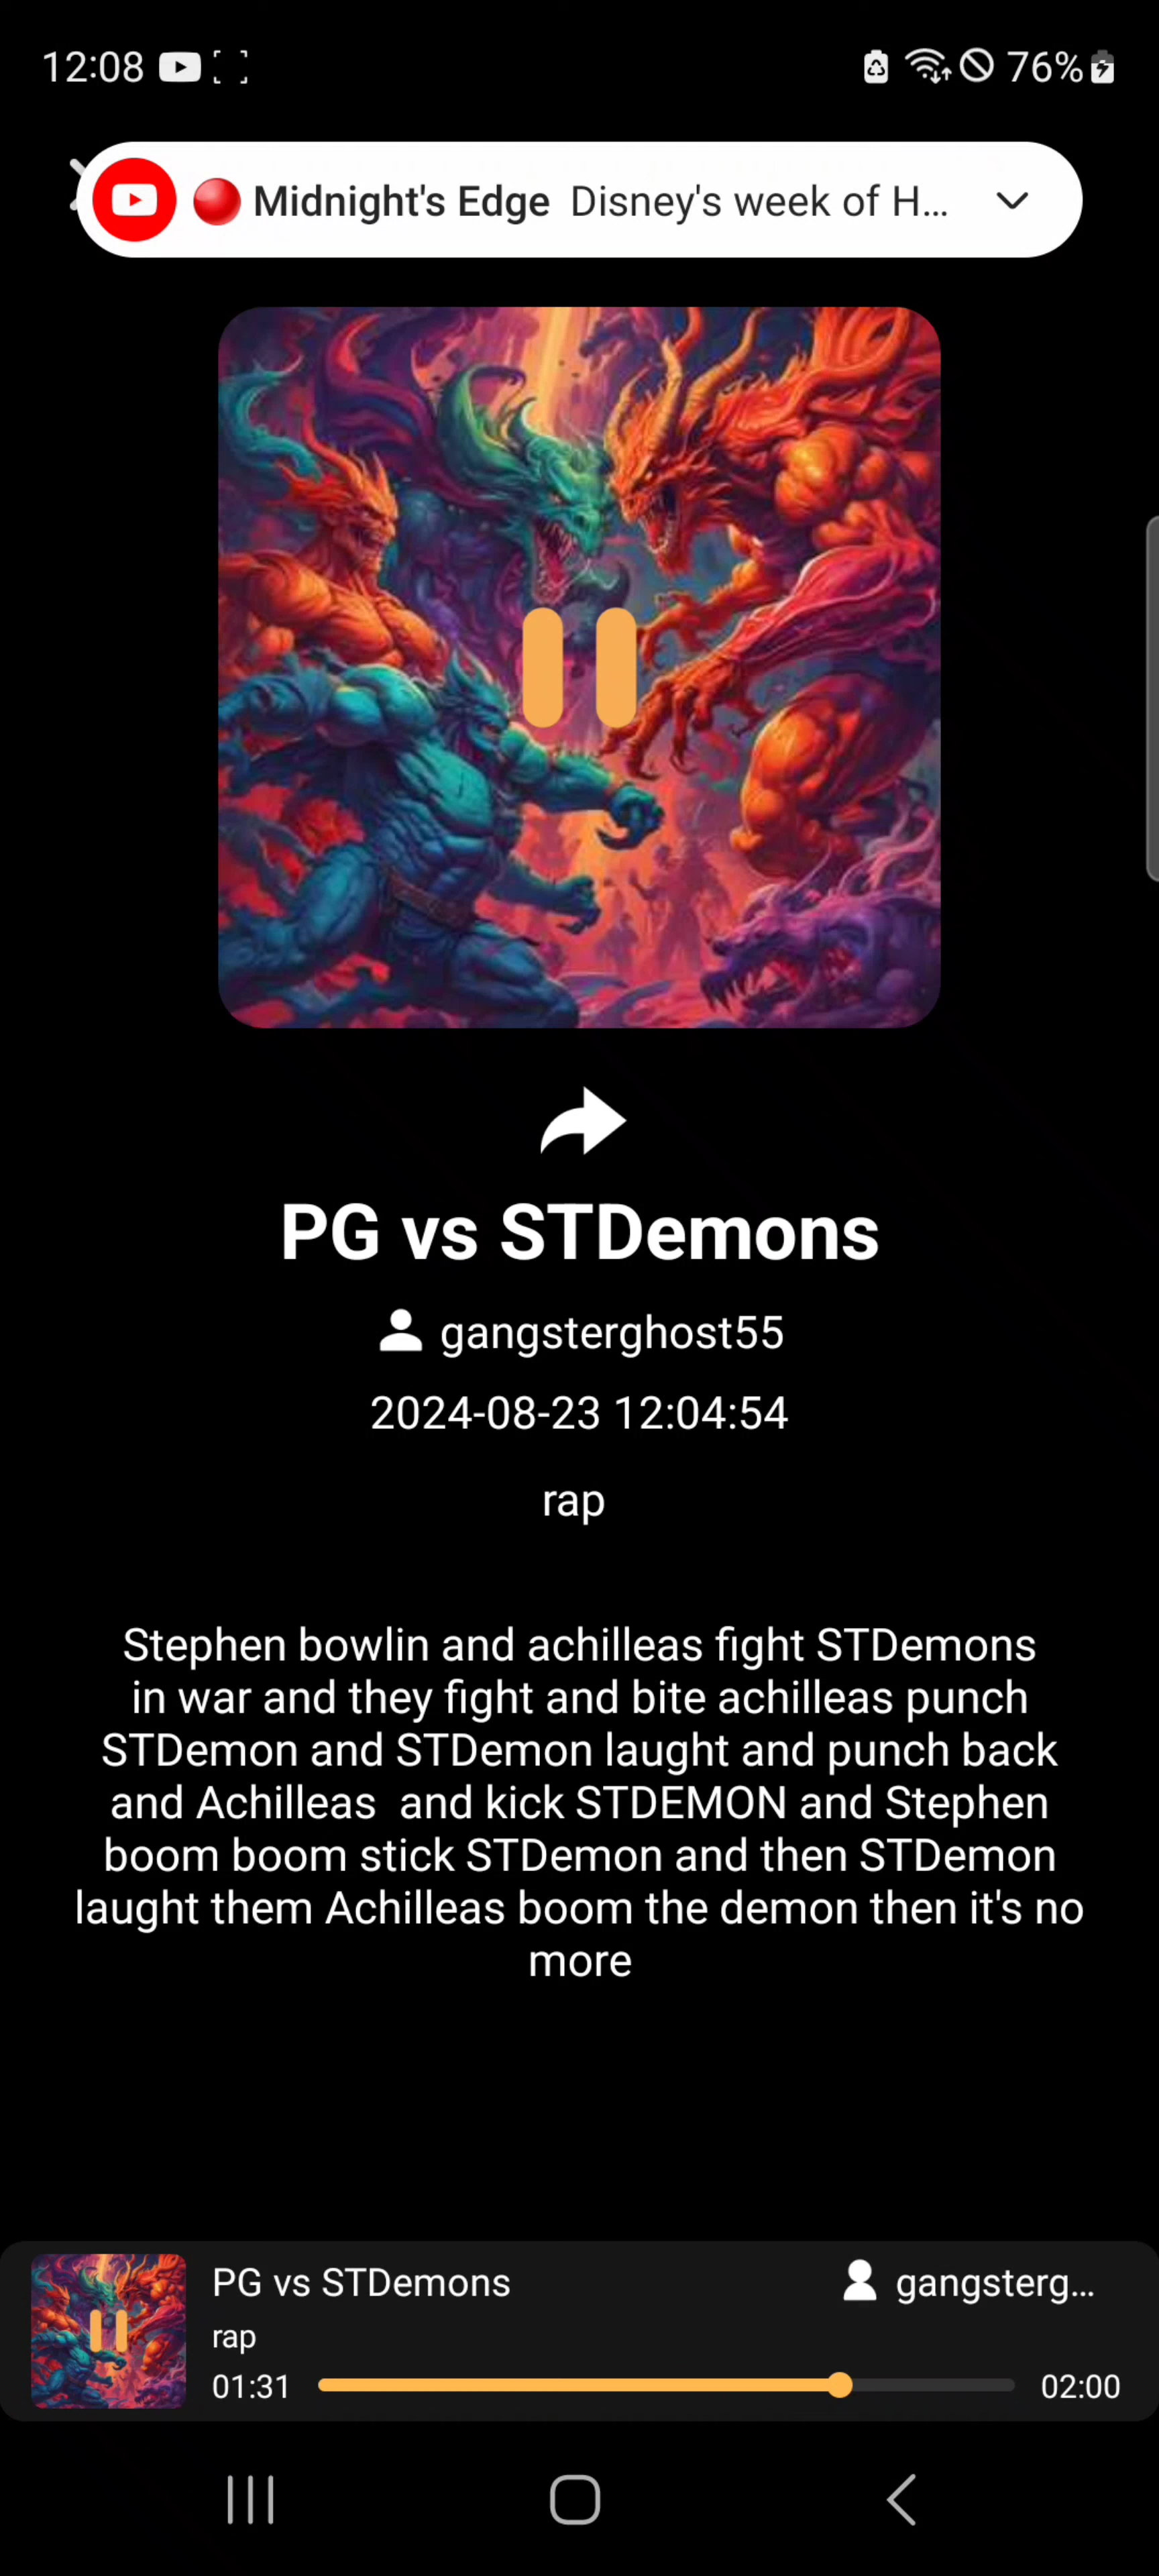 12:08
76%
Midnight's Edge Disney's week of H...
PG vs STDemons
gangsterghost55
2024-08-23 12:04:54
rap
Stephen bowlin and achilleas fight STDemons
in war and they fight and bite achilleas punch
STDemon and STDemon laught and punch back
and Achilleas  and kick STDEMON and Stephen
boom boom stick STDemon and then STDemon
laught them Achilleas boom the demon then it's no
more
PG vs STDemons
gangsterg...
rap
01:31
02:00